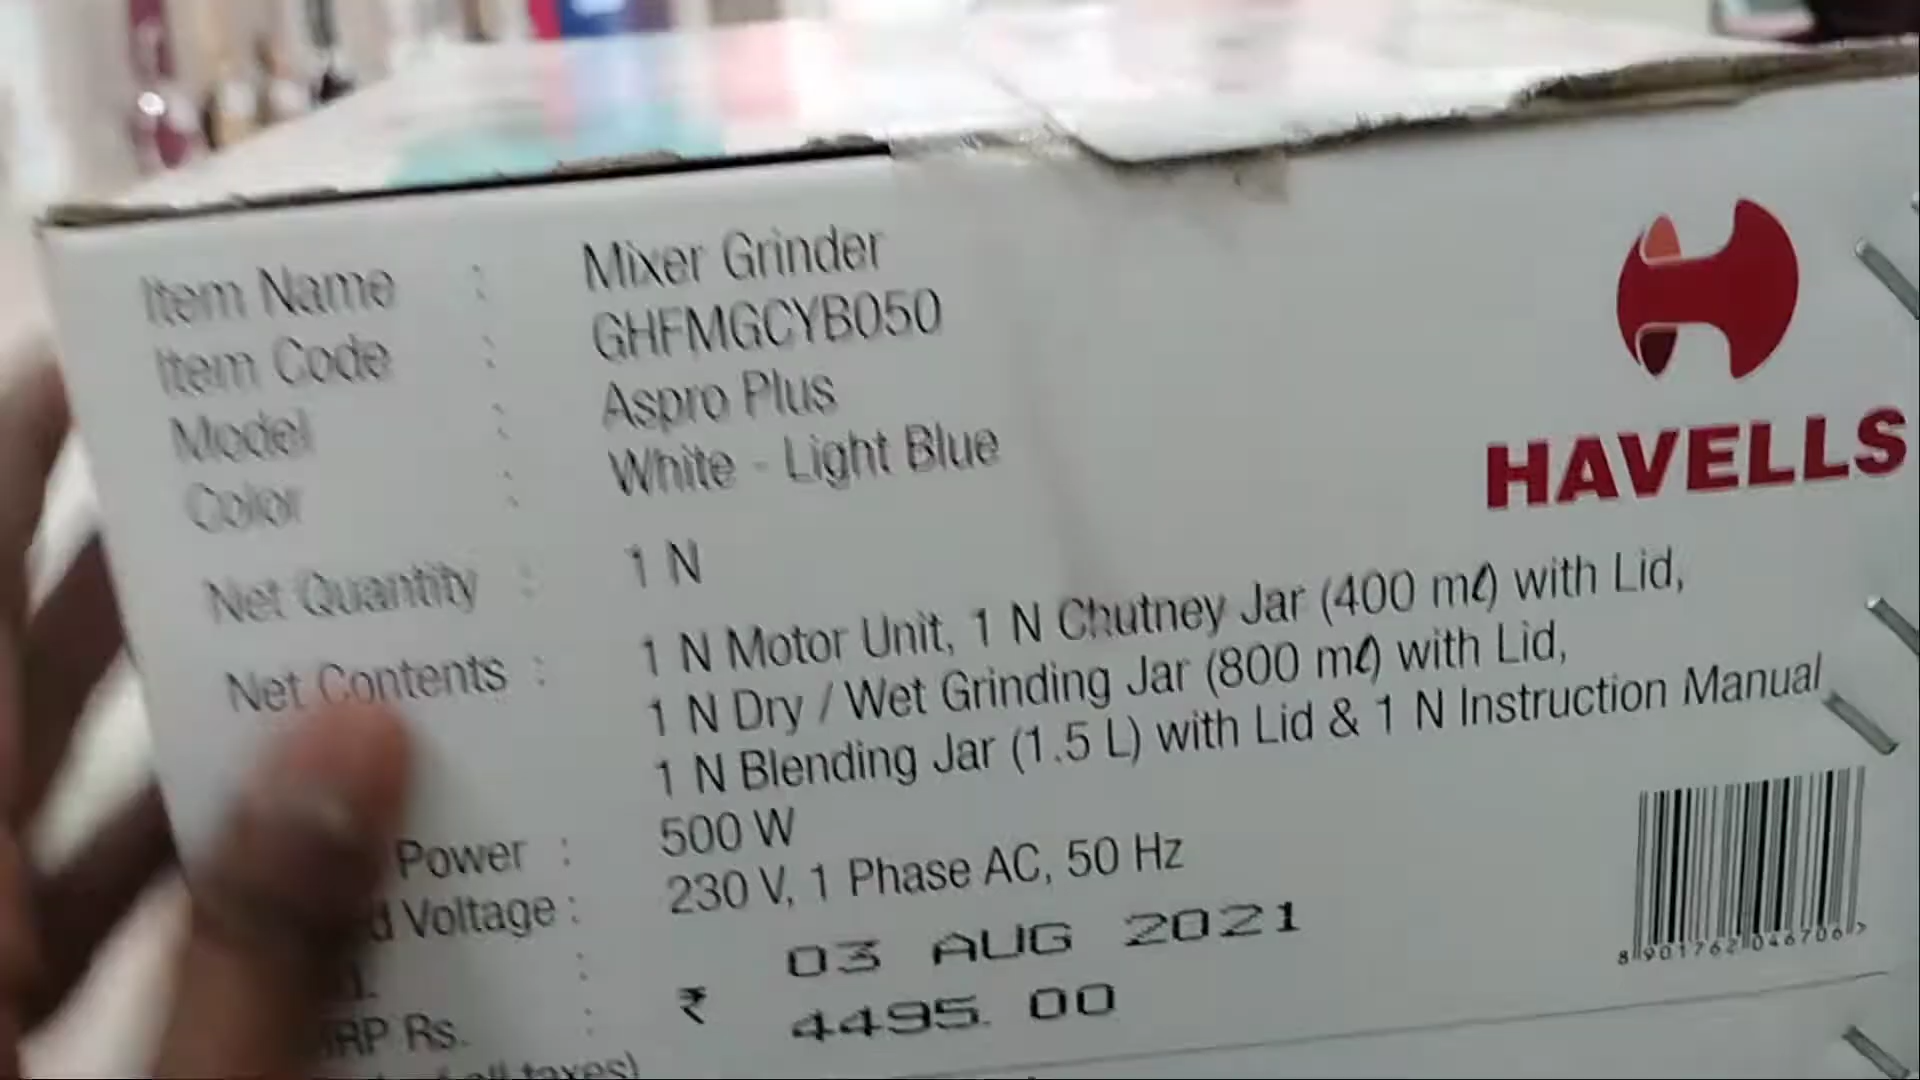 Item Name : Mixer Grinder
Item Code : GHFMGCYB050
Model : Aspro Plus
Color : White - Light Blue
HAVELLS
Net Quantity : 1 N
Net Contents : 1 N Motor Unit, 1 N Chutney Jar (400 mℓ) with Lid,
1 N Dry / Wet Grinding Jar (800 mℓ) with Lid,
1 N Blending Jar (1.5 L) with Lid & 1 N Instruction Manual
Power : 500 W
Voltage : 230 V, 1 Phase AC, 50 Hz
: 03 AUG 2021
Rs. : ₹ 4495.00
all taxes)
8901762046706>